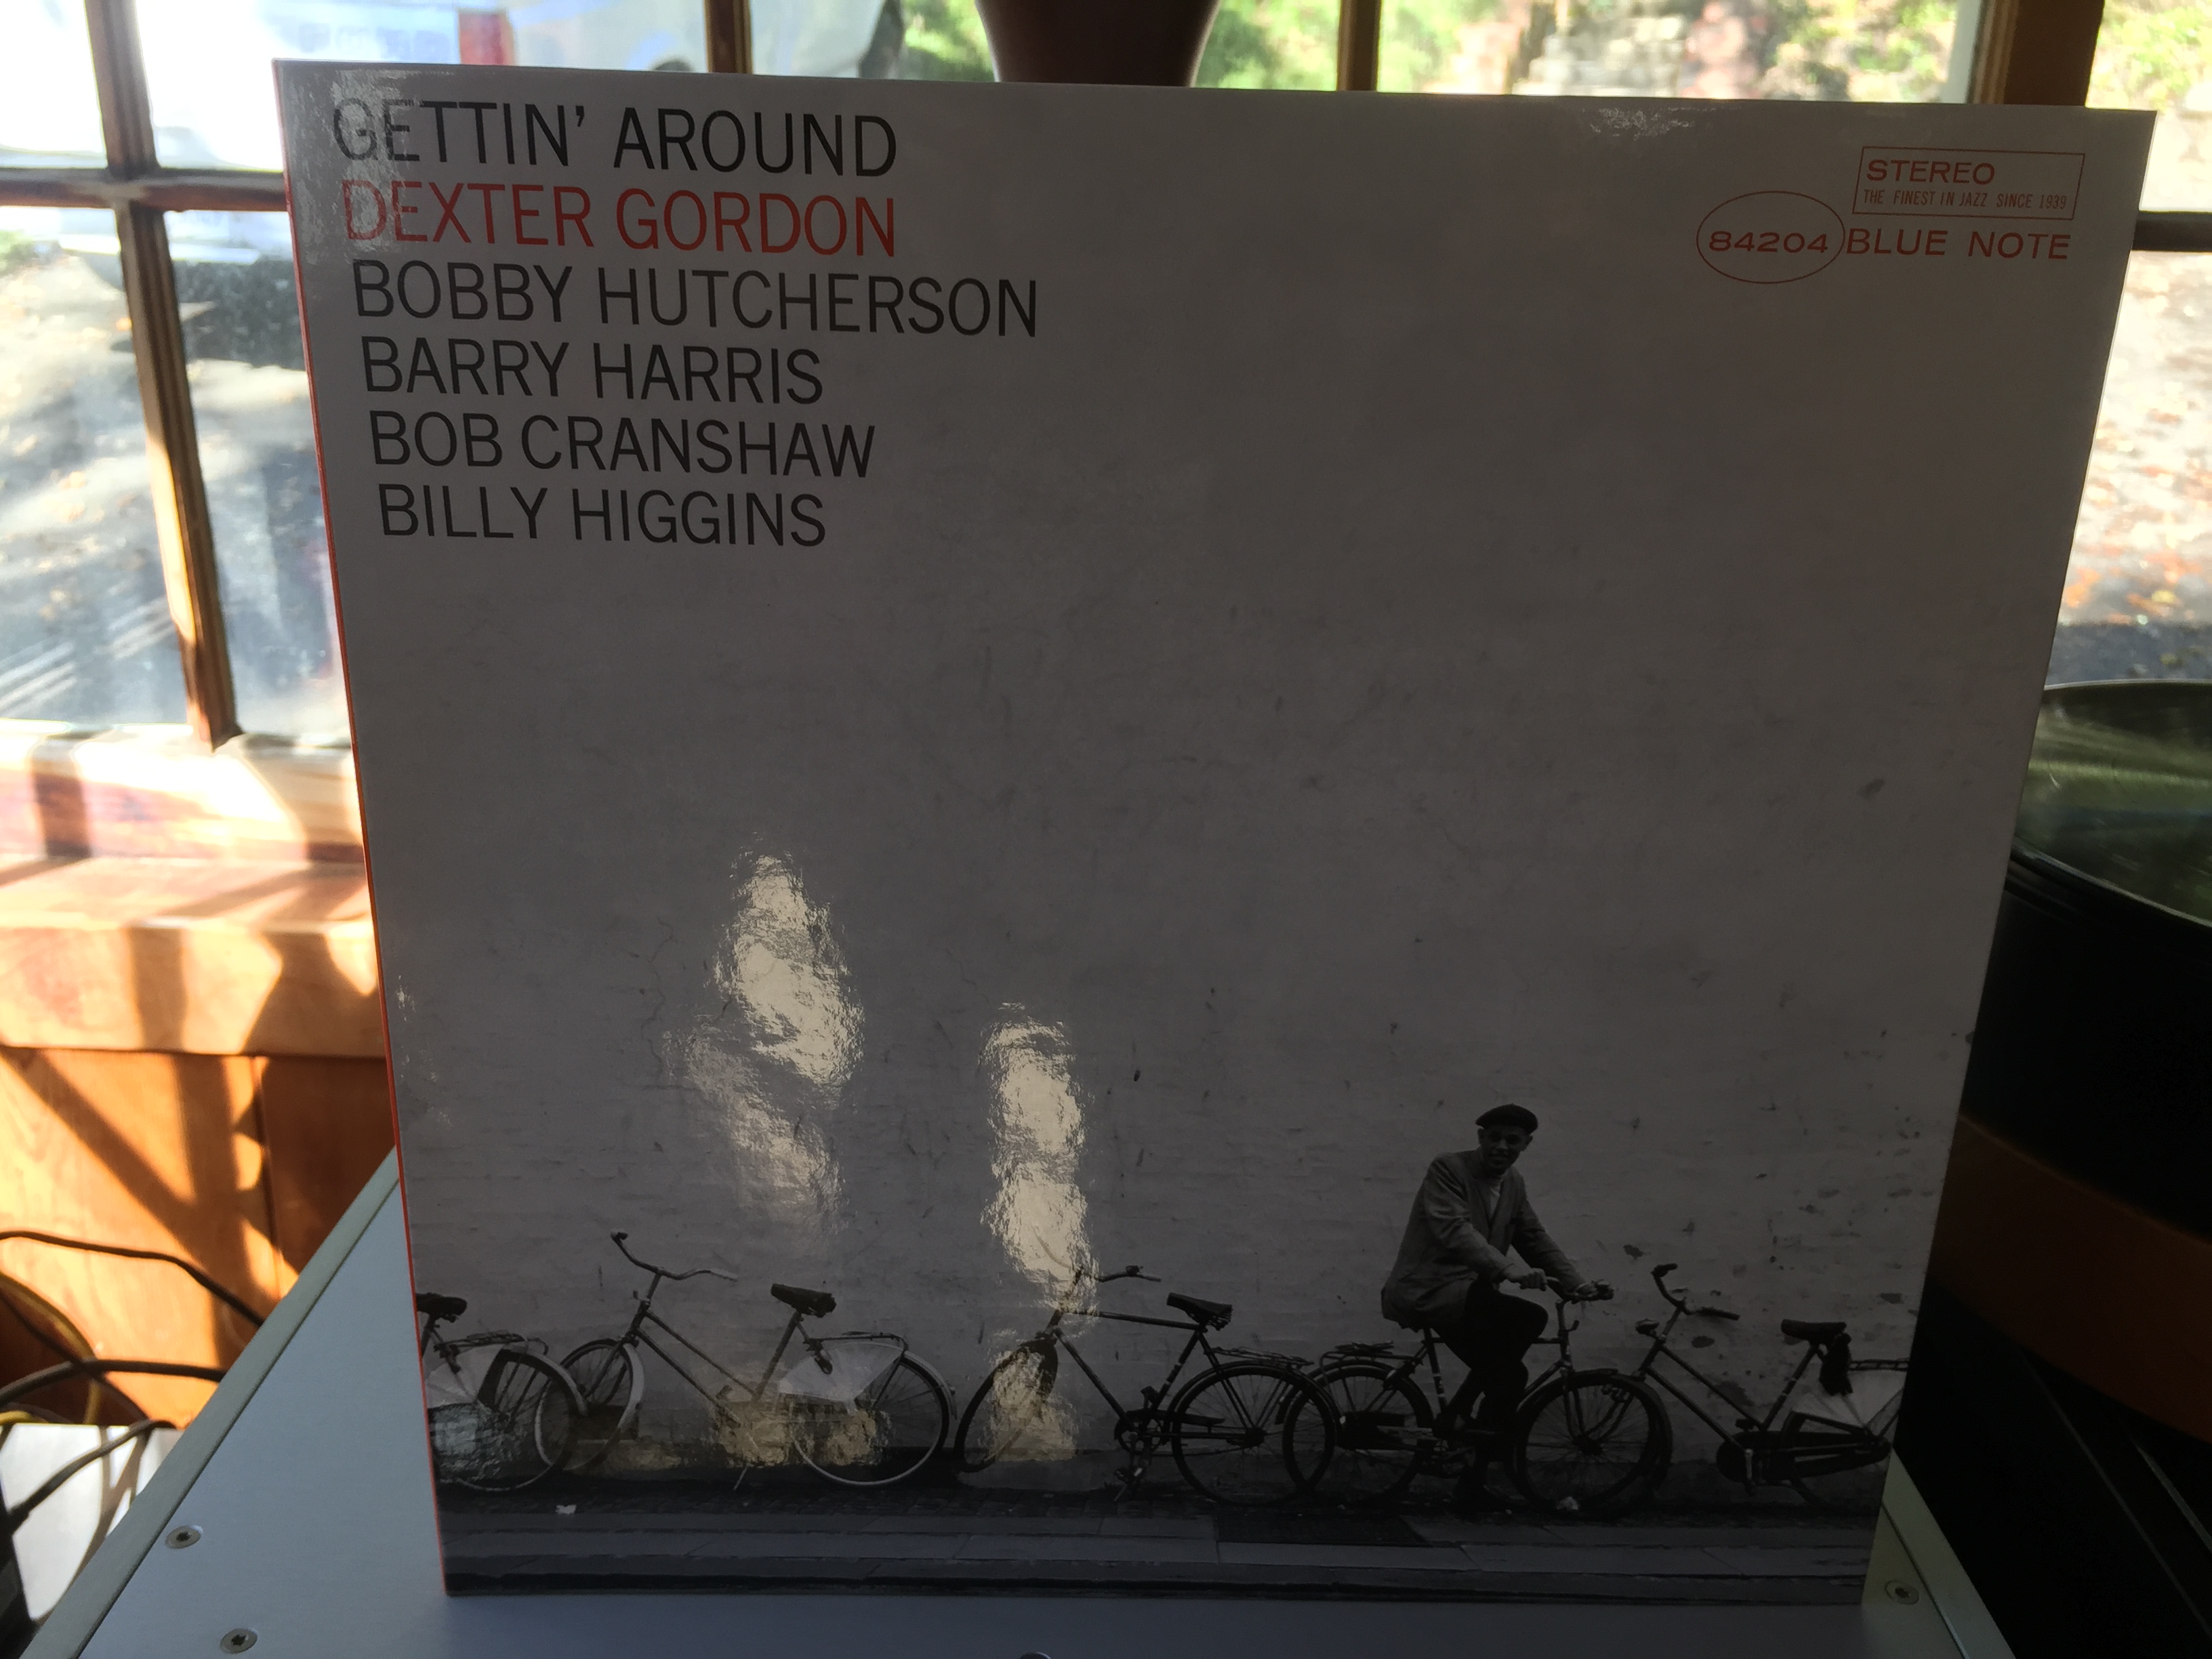 GETTIN' AROUND
DEXTER GORDON
BOBBY HUTCHERSON
BARRY HARRIS
BOB CRANSHAW
BILLY HIGGINS
STEREO
THE FINEST IN JAZZ SINCE 1939
84204 BLUE NOTE